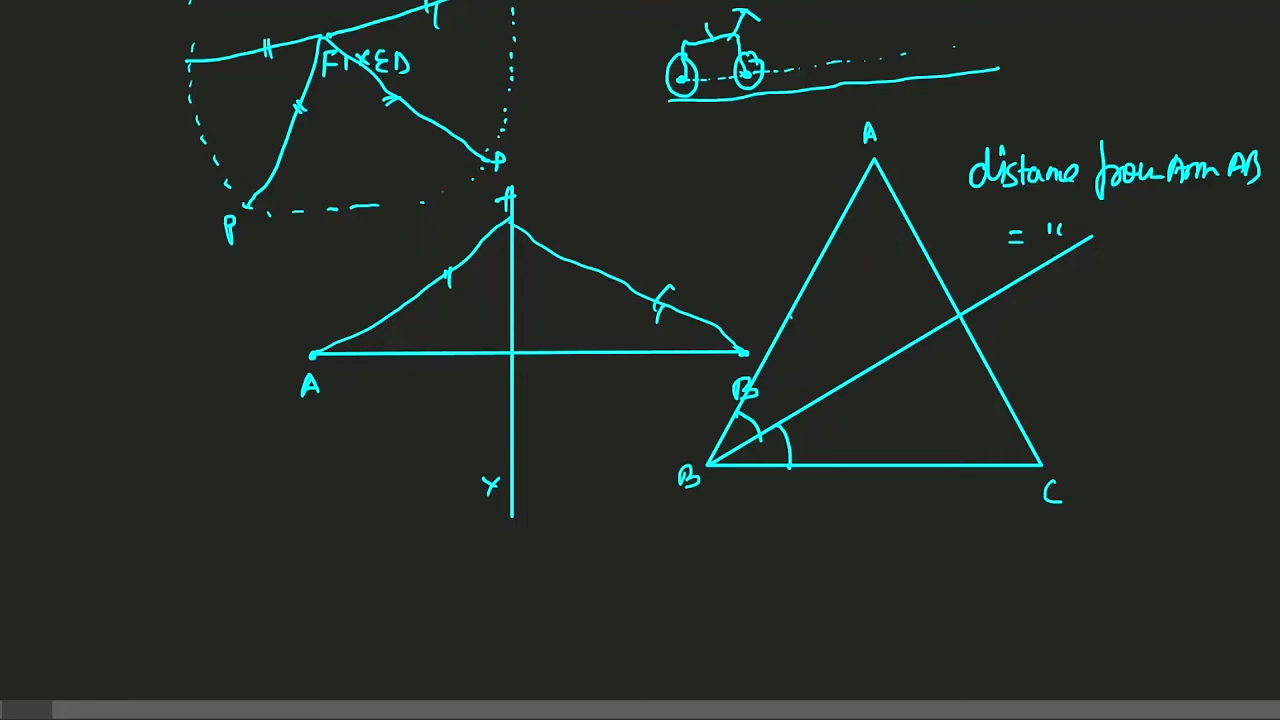 FIXED
P
P
A
distance from Arm AB
= "
A
B
B
C
X